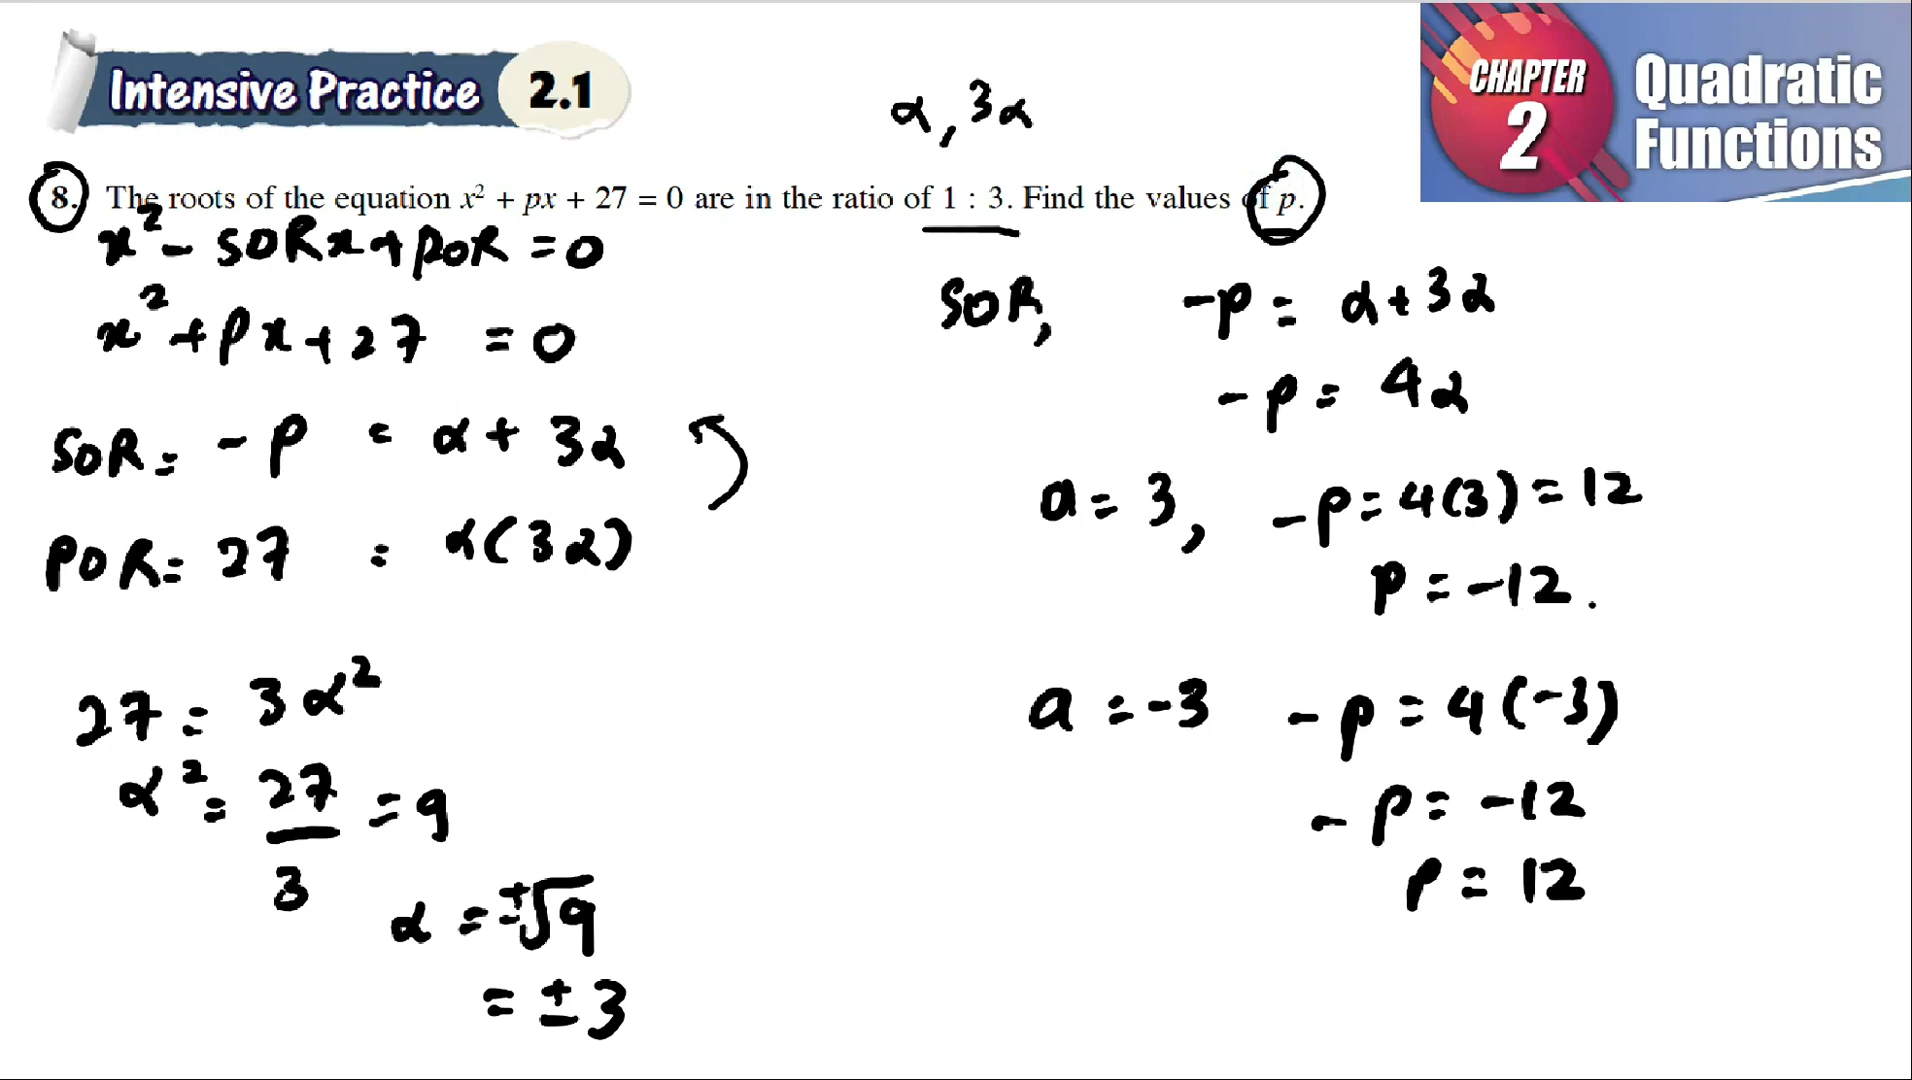 Intensive Practice 2.1
CHAPTER 2
Quadratic Functions
α, 3α
8. The roots of the equation x² + px + 27 = 0 are in the ratio of 1 : 3. Find the values of p.
x² - SORx + POR = 0
x² + px + 27 = 0
SOR = - p = α + 3α
POR = 27 = α(3α)
27 = 3α²
α² = 27/3 = 9
α = ±√9
= ±3
SOR, -p = α + 3α
-p = 4α
a = 3, -p = 4(3) = 12
p = -12.
a = -3 -p = 4(-3)
-p = -12
p = 12